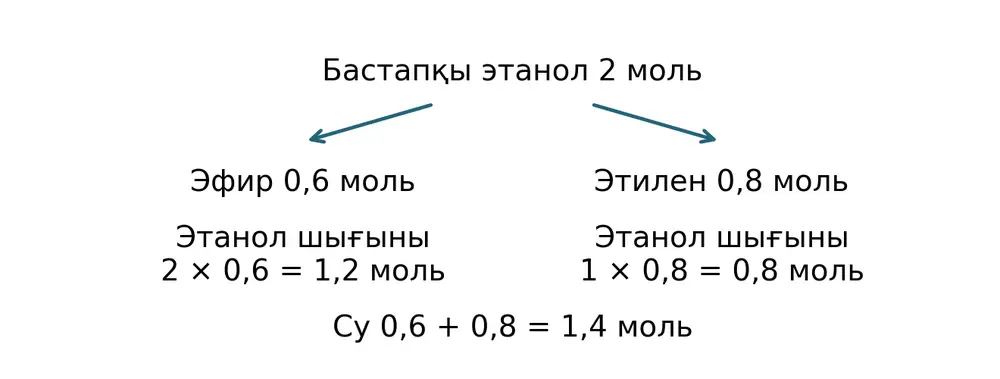 Бастапқы этанол 2 моль
Эфир 0,6 моль
Этанол шығыны
2 × 0,6 = 1,2 моль
Этилен 0,8 моль
Этанол шығыны
1 × 0,8 = 0,8 моль
Су 0,6 + 0,8 = 1,4 моль